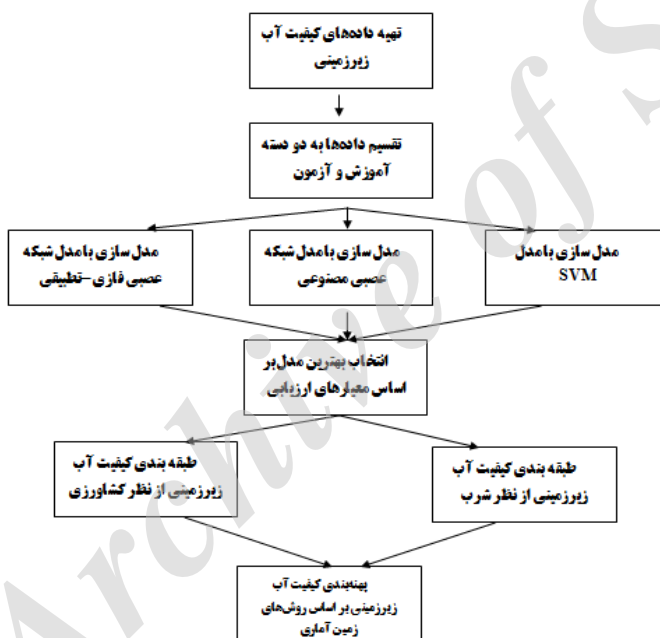 تهیه داده‌های کیفیت آب
زیرزمینی
تقسیم داده‌ها به دو دسته
آموزش و آزمون
مدل سازی با مدل
SVM
مدل سازی با مدل شبکه
عصبی مصنوعی
مدل سازی با مدل شبکه
عصبی فازی–تطبیقی
انتخاب بهترین مدل بر
اساس معیارهای ارزیابی
طبقه بندی کیفیت آب
زیرزمینی از نظر شرب
طبقه بندی کیفیت آب
زیرزمینی از نظر کشاورزی
پهنه‌بندی کیفیت آب
زیرزمینی بر اساس روش‌های
زمین آماری
Archive of S